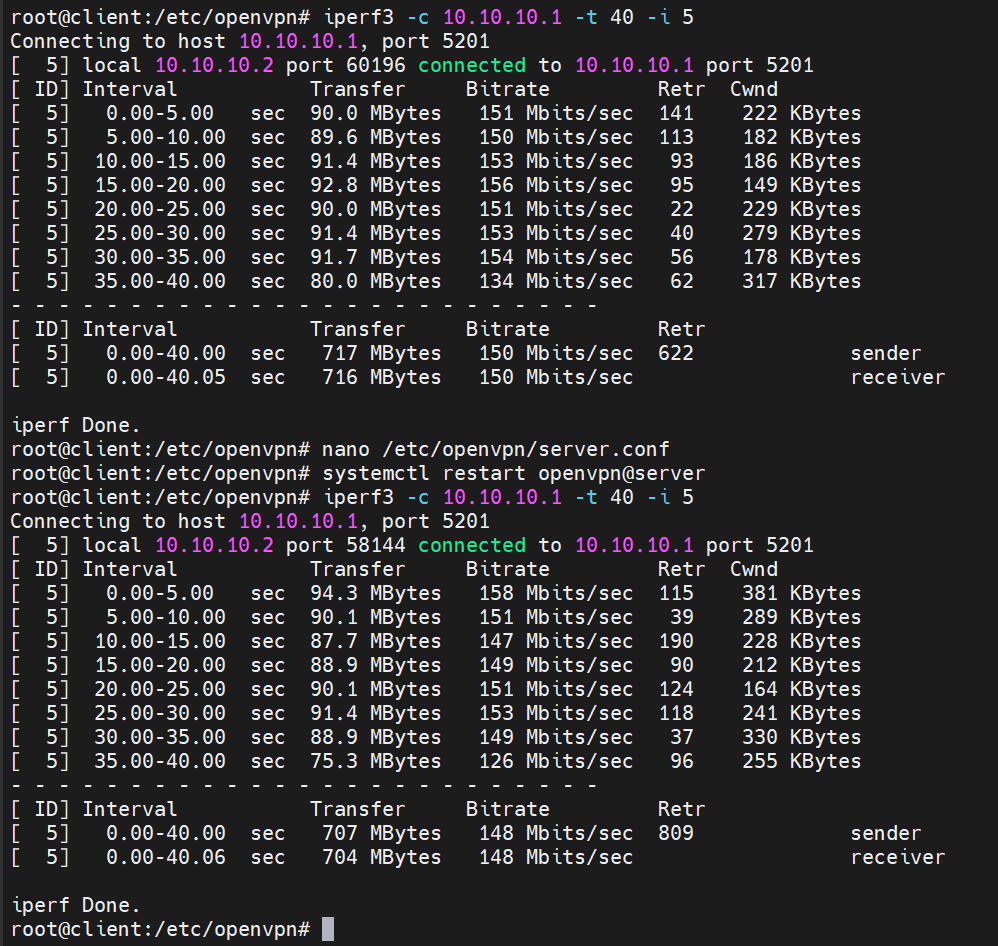 root@client:/etc/openvpn# iperf3 -c 10.10.10.1 -t 40 -i 5
Connecting to host 10.10.10.1, port 5201
[  5] local 10.10.10.2 port 60196 connected to 10.10.10.1 port 5201
[ ID] Interval           Transfer     Bitrate         Retr  Cwnd
[  5]   0.00-5.00   sec  90.0 MBytes   151 Mbits/sec  141    222 KBytes
[  5]   5.00-10.00  sec  89.6 MBytes   150 Mbits/sec  113    182 KBytes
[  5]  10.00-15.00  sec  91.4 MBytes   153 Mbits/sec   93    186 KBytes
[  5]  15.00-20.00  sec  92.8 MBytes   156 Mbits/sec   95    149 KBytes
[  5]  20.00-25.00  sec  90.0 MBytes   151 Mbits/sec   22    229 KBytes
[  5]  25.00-30.00  sec  91.4 MBytes   153 Mbits/sec   40    279 KBytes
[  5]  30.00-35.00  sec  91.7 MBytes   154 Mbits/sec   56    178 KBytes
[  5]  35.00-40.00  sec  80.0 MBytes   134 Mbits/sec   62    317 KBytes
- - - - - - - - - - - - - - - - - - - - - - - - -
[ ID] Interval           Transfer     Bitrate         Retr
[  5]   0.00-40.00  sec   717 MBytes   150 Mbits/sec  622             sender
[  5]   0.00-40.05  sec   716 MBytes   150 Mbits/sec                  receiver

iperf Done.
root@client:/etc/openvpn# nano /etc/openvpn/server.conf
root@client:/etc/openvpn# systemctl restart openvpn@server
root@client:/etc/openvpn# iperf3 -c 10.10.10.1 -t 40 -i 5
Connecting to host 10.10.10.1, port 5201
[  5] local 10.10.10.2 port 58144 connected to 10.10.10.1 port 5201
[ ID] Interval           Transfer     Bitrate         Retr  Cwnd
[  5]   0.00-5.00   sec  94.3 MBytes   158 Mbits/sec  115    381 KBytes
[  5]   5.00-10.00  sec  90.1 MBytes   151 Mbits/sec   39    289 KBytes
[  5]  10.00-15.00  sec  87.7 MBytes   147 Mbits/sec  190    228 KBytes
[  5]  15.00-20.00  sec  88.9 MBytes   149 Mbits/sec   90    212 KBytes
[  5]  20.00-25.00  sec  90.1 MBytes   151 Mbits/sec  124    164 KBytes
[  5]  25.00-30.00  sec  91.4 MBytes   153 Mbits/sec  118    241 KBytes
[  5]  30.00-35.00  sec  88.9 MBytes   149 Mbits/sec   37    330 KBytes
[  5]  35.00-40.00  sec  75.3 MBytes   126 Mbits/sec   96    255 KBytes
- - - - - - - - - - - - - - - - - - - - - - - - -
[ ID] Interval           Transfer     Bitrate         Retr
[  5]   0.00-40.00  sec   707 MBytes   148 Mbits/sec  809             sender
[  5]   0.00-40.06  sec   704 MBytes   148 Mbits/sec                  receiver

iperf Done.
root@client:/etc/openvpn#